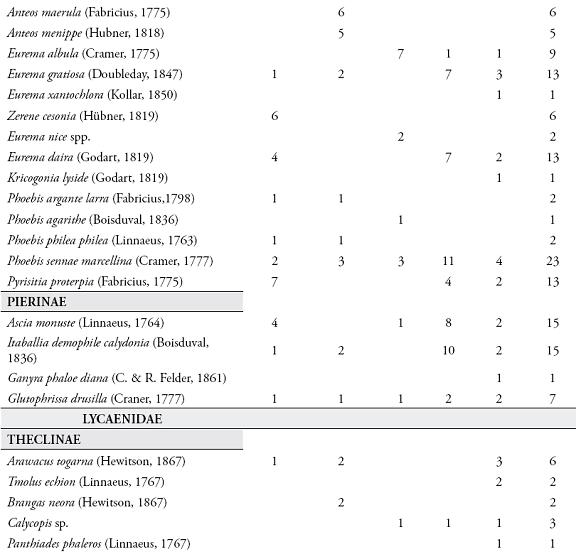 Anteos maerula (Fabricius, 1775) 6 6
Anteos menippe (Hubner, 1818) 5 5
Eurema albula (Cramer, 1775) 7 1 1 9
Eurema gratiosa (Doubleday, 1847) 1 2 7 3 13
Eurema xantochlora (Kollar, 1850) 1 1
Zerene cesonia (Hübner, 1819) 6 6
Eurema nice spp. 2 2
Eurema daira (Godart, 1819) 4 7 2 13
Kricogonia lyside (Godart, 1819) 1 1
Phoebis argante larra (Fabricius,1798) 1 1 2
Phoebis agarithe (Boisduval, 1836) 1 1
Phoebis philea philea (Linnaeus, 1763) 1 1 2
Phoebis sennae marcellina (Cramer, 1777) 2 3 3 11 4 23
Pyrisitia proterpia (Fabricius, 1775) 7 4 2 13
PIERINAE
Ascia monuste (Linnaeus, 1764) 4 1 8 2 15
Itaballia demophile calydonia (Boisduval,
1836) 1 2 10 2 15
Ganyra phaloe diana (C. & R. Felder, 1861) 1 1
Glutophrissa drusilla (Craner, 1777) 1 1 1 2 2 7
LYCAENIDAE
THECLINAE
Arawacus togarna (Hewitson, 1867) 1 2 3 6
Tmolus echion (Linnaeus, 1767) 2 2
Brangas neora (Hewitson, 1867) 2 2
Calycopis sp. 1 1 1 3
Panthiades phaleros (Linnaeus, 1767) 1 1